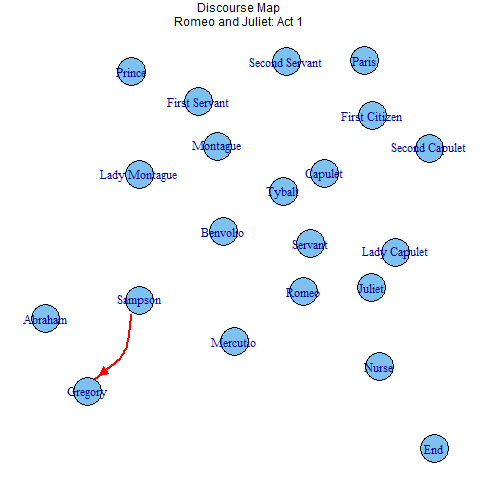 Discourse Map
Romeo and Juliet: Act 1
Second Servant
Paris
Prince
First Servant
First Citizen
Montague
Second Capulet
Lady Montague
Capulet
Tybalt
Benvolio
Servant
Lady Capulet
Romeo
Juliet
Sampson
Abraham
Mercutio
Nurse
Gregory
End